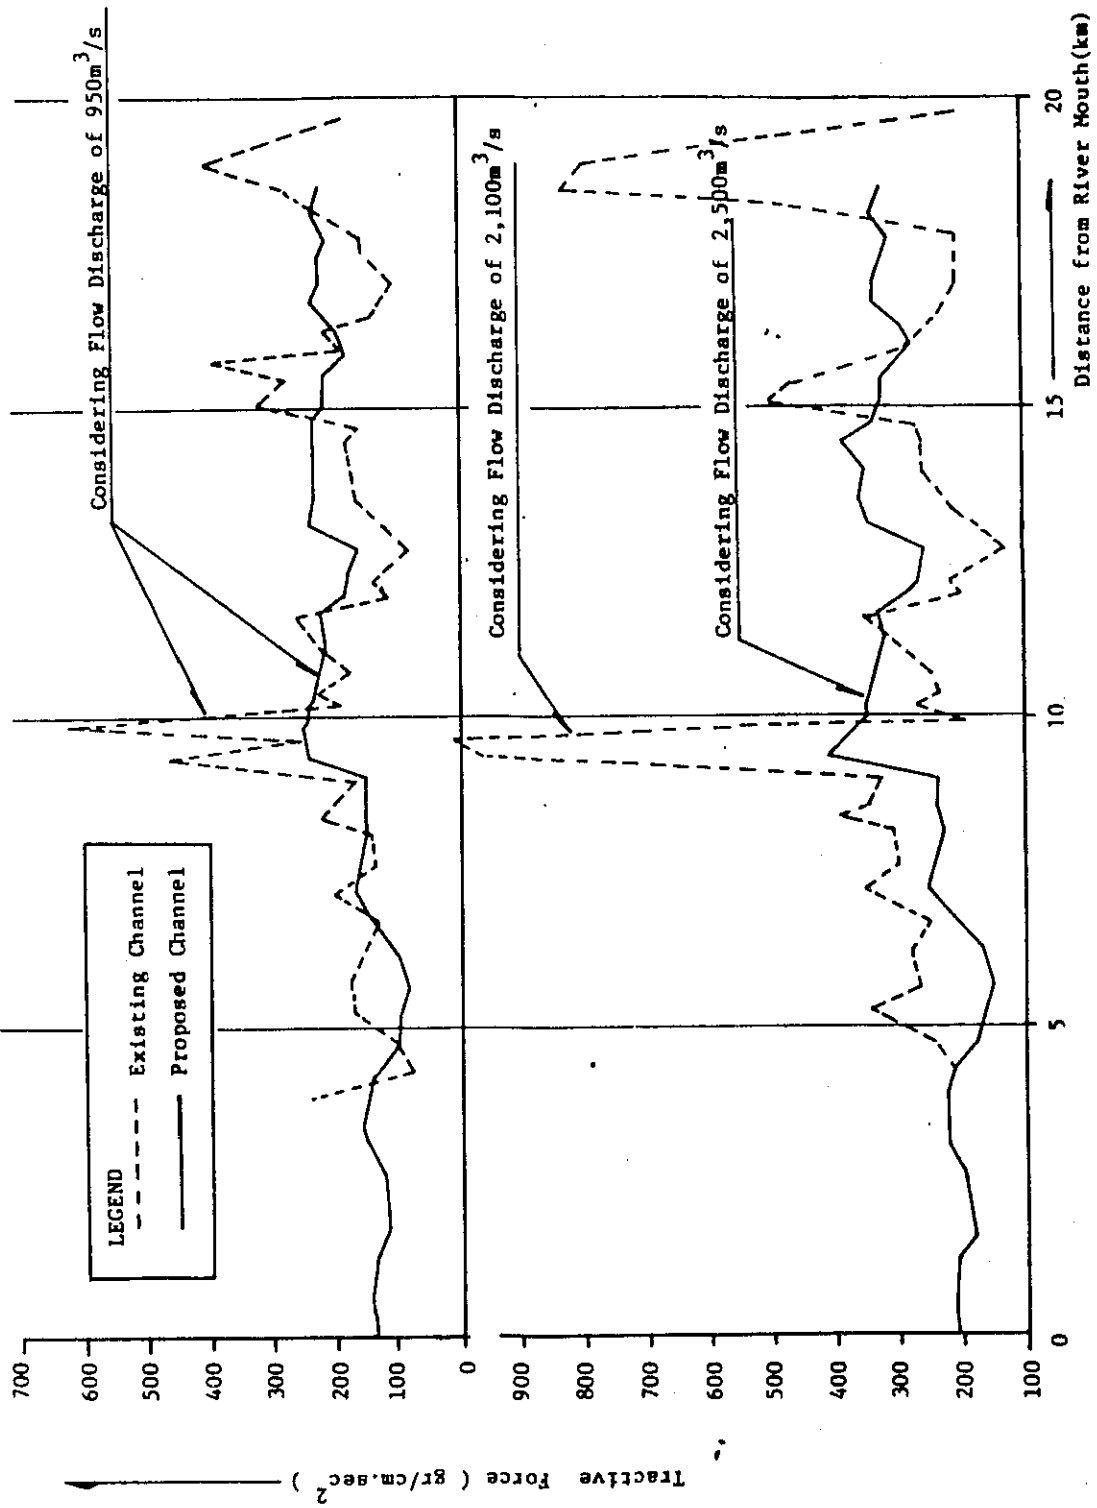 Considering Flow Discharge of 950m³/s
LEGEND
Existing Channel
Proposed Channel
700
600
500
400
300
200
100
0
Considering Flow Discharge of 2,100m³/s
Considering Flow Discharge of 2,500m³/s
900
800
700
600
500
400
300
200
100
0
5
10
15
20
Distance from River Mouth(km)
Tractive Force ( gr/cm.sec² )